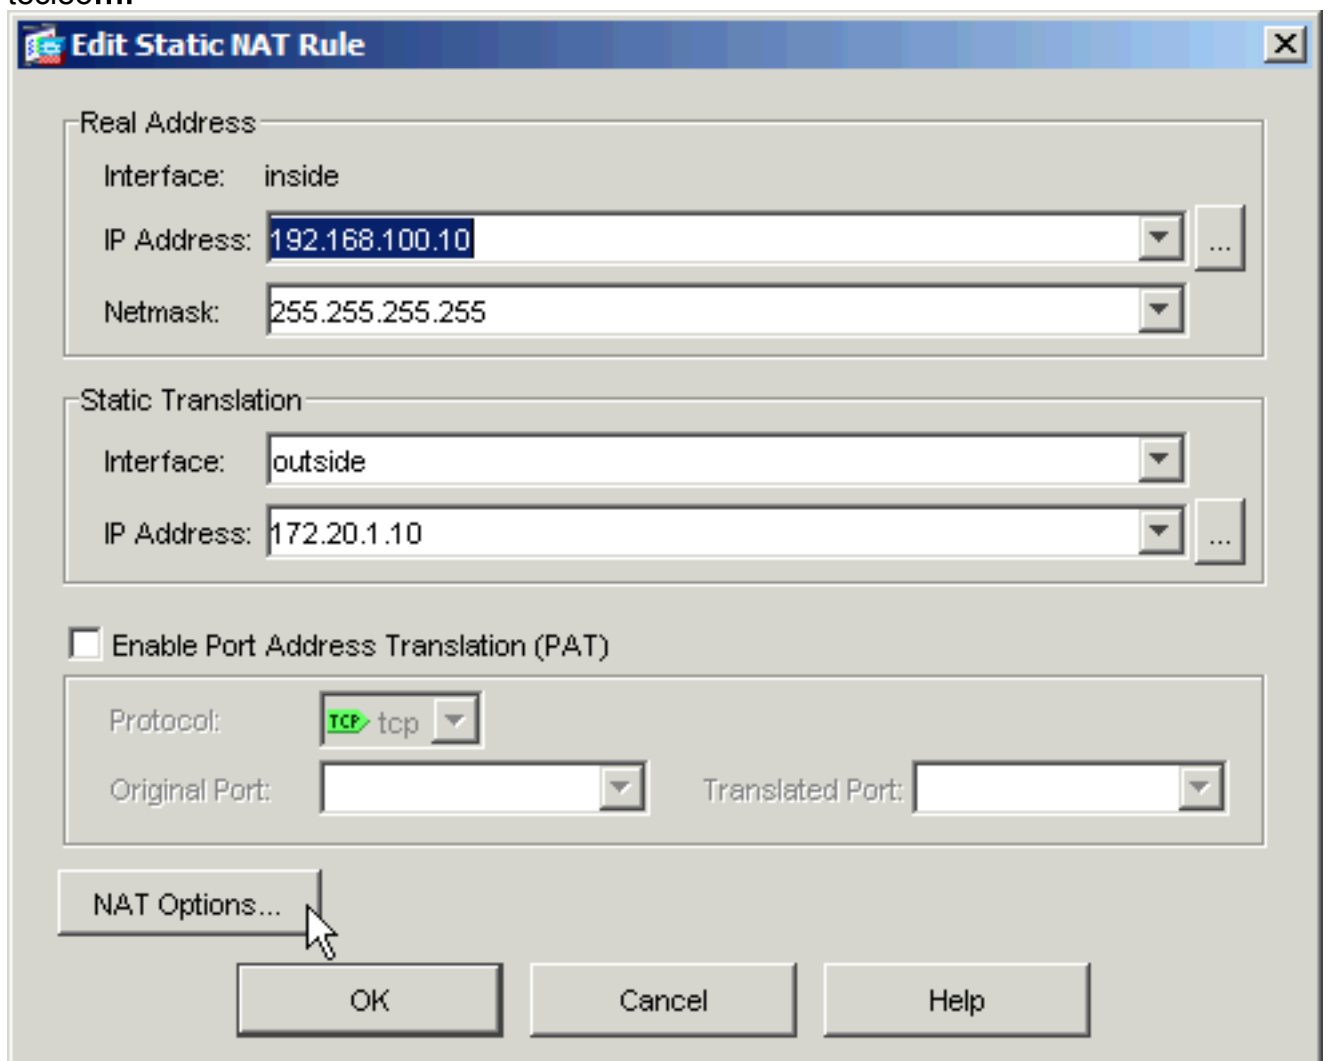 Edit Static NAT Rule
Real Address
Interface: inside
IP Address: 192.168.100.10 ...
Netmask: 255.255.255.255
Static Translation
Interface: outside
IP Address: 172.20.1.10 ...
Enable Port Address Translation (PAT)
Protocol: TCP tcp
Original Port: Translated Port:
NAT Options...
OK Cancel Help